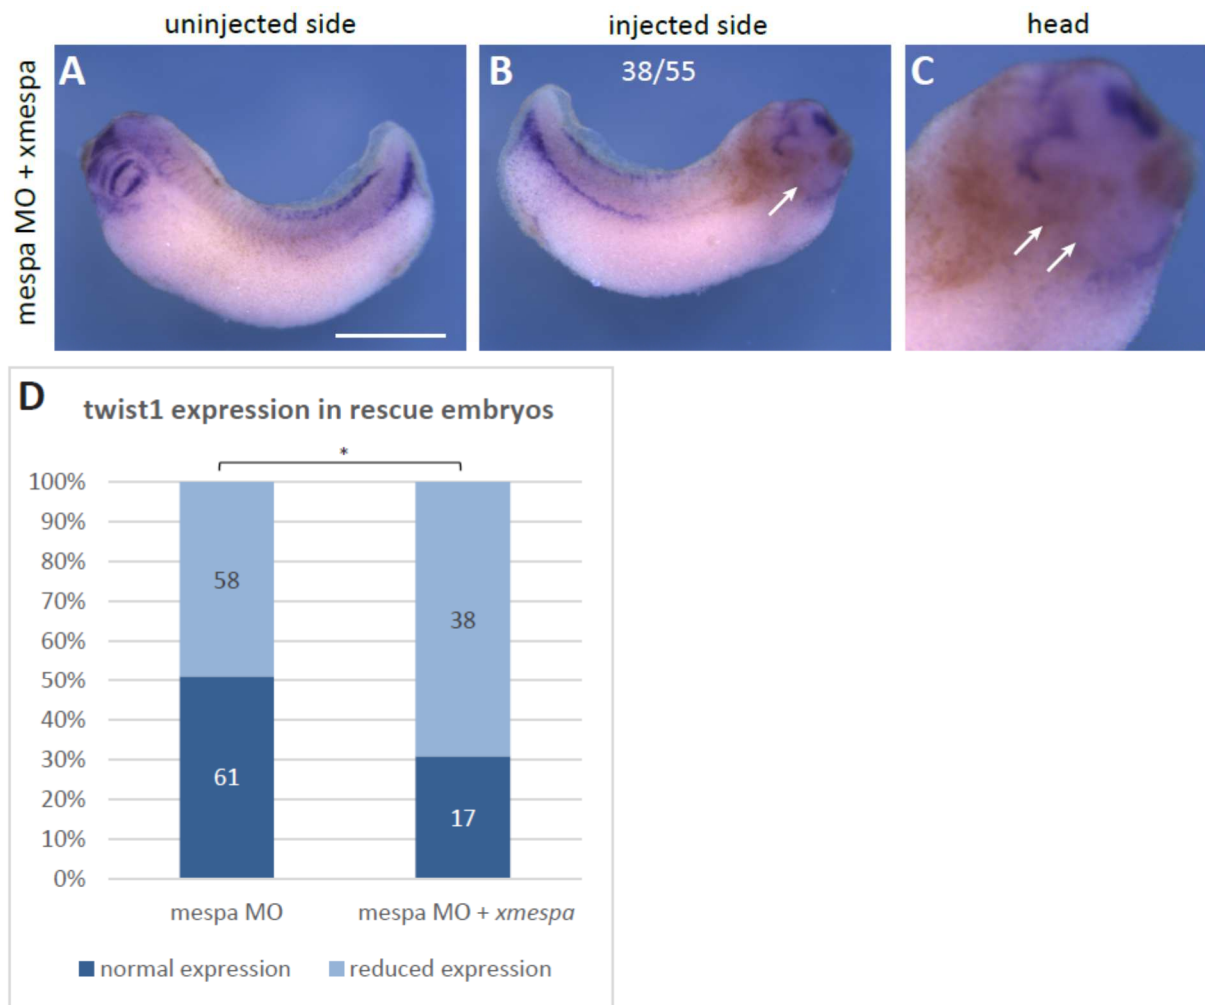 uninjected side
injected side
head
mespa MO + xmespa
A
B
38/55
C
D
twist1 expression in rescue embryos
*
100%
90%
80%
70%
60%
50%
40%
30%
20%
10%
0%
58
38
61
17
mespa MO
mespa MO + xmespa
normal expression
reduced expression